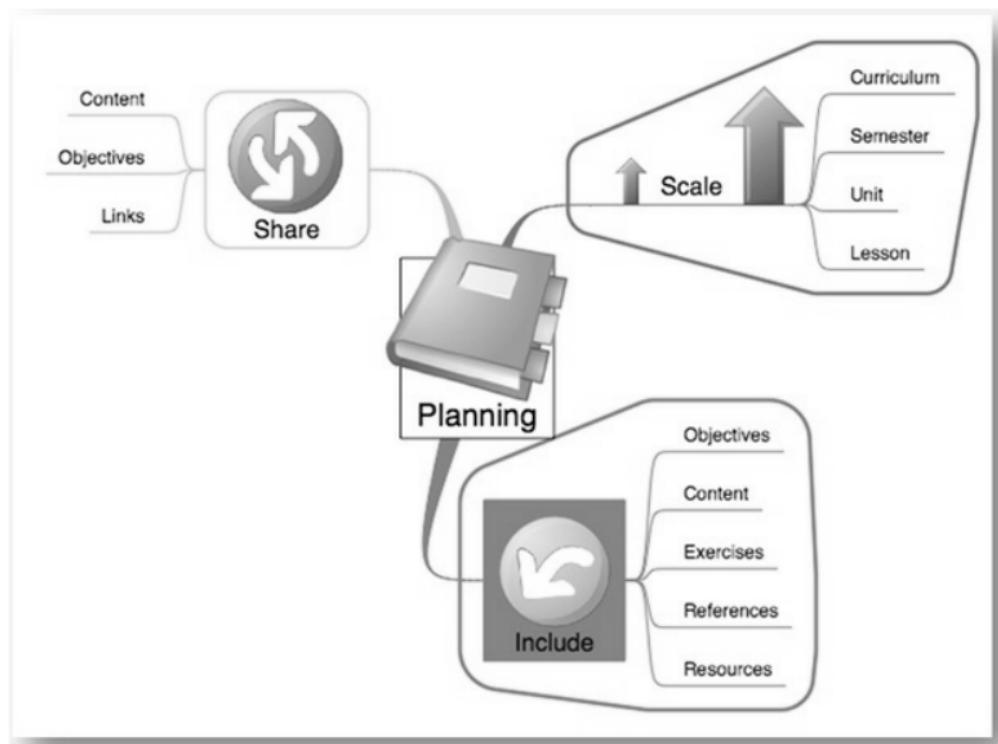 Content
Objectives
Links
Share
Scale
Curriculum
Semester
Unit
Lesson
Planning
Include
Objectives
Content
Exercises
References
Resources